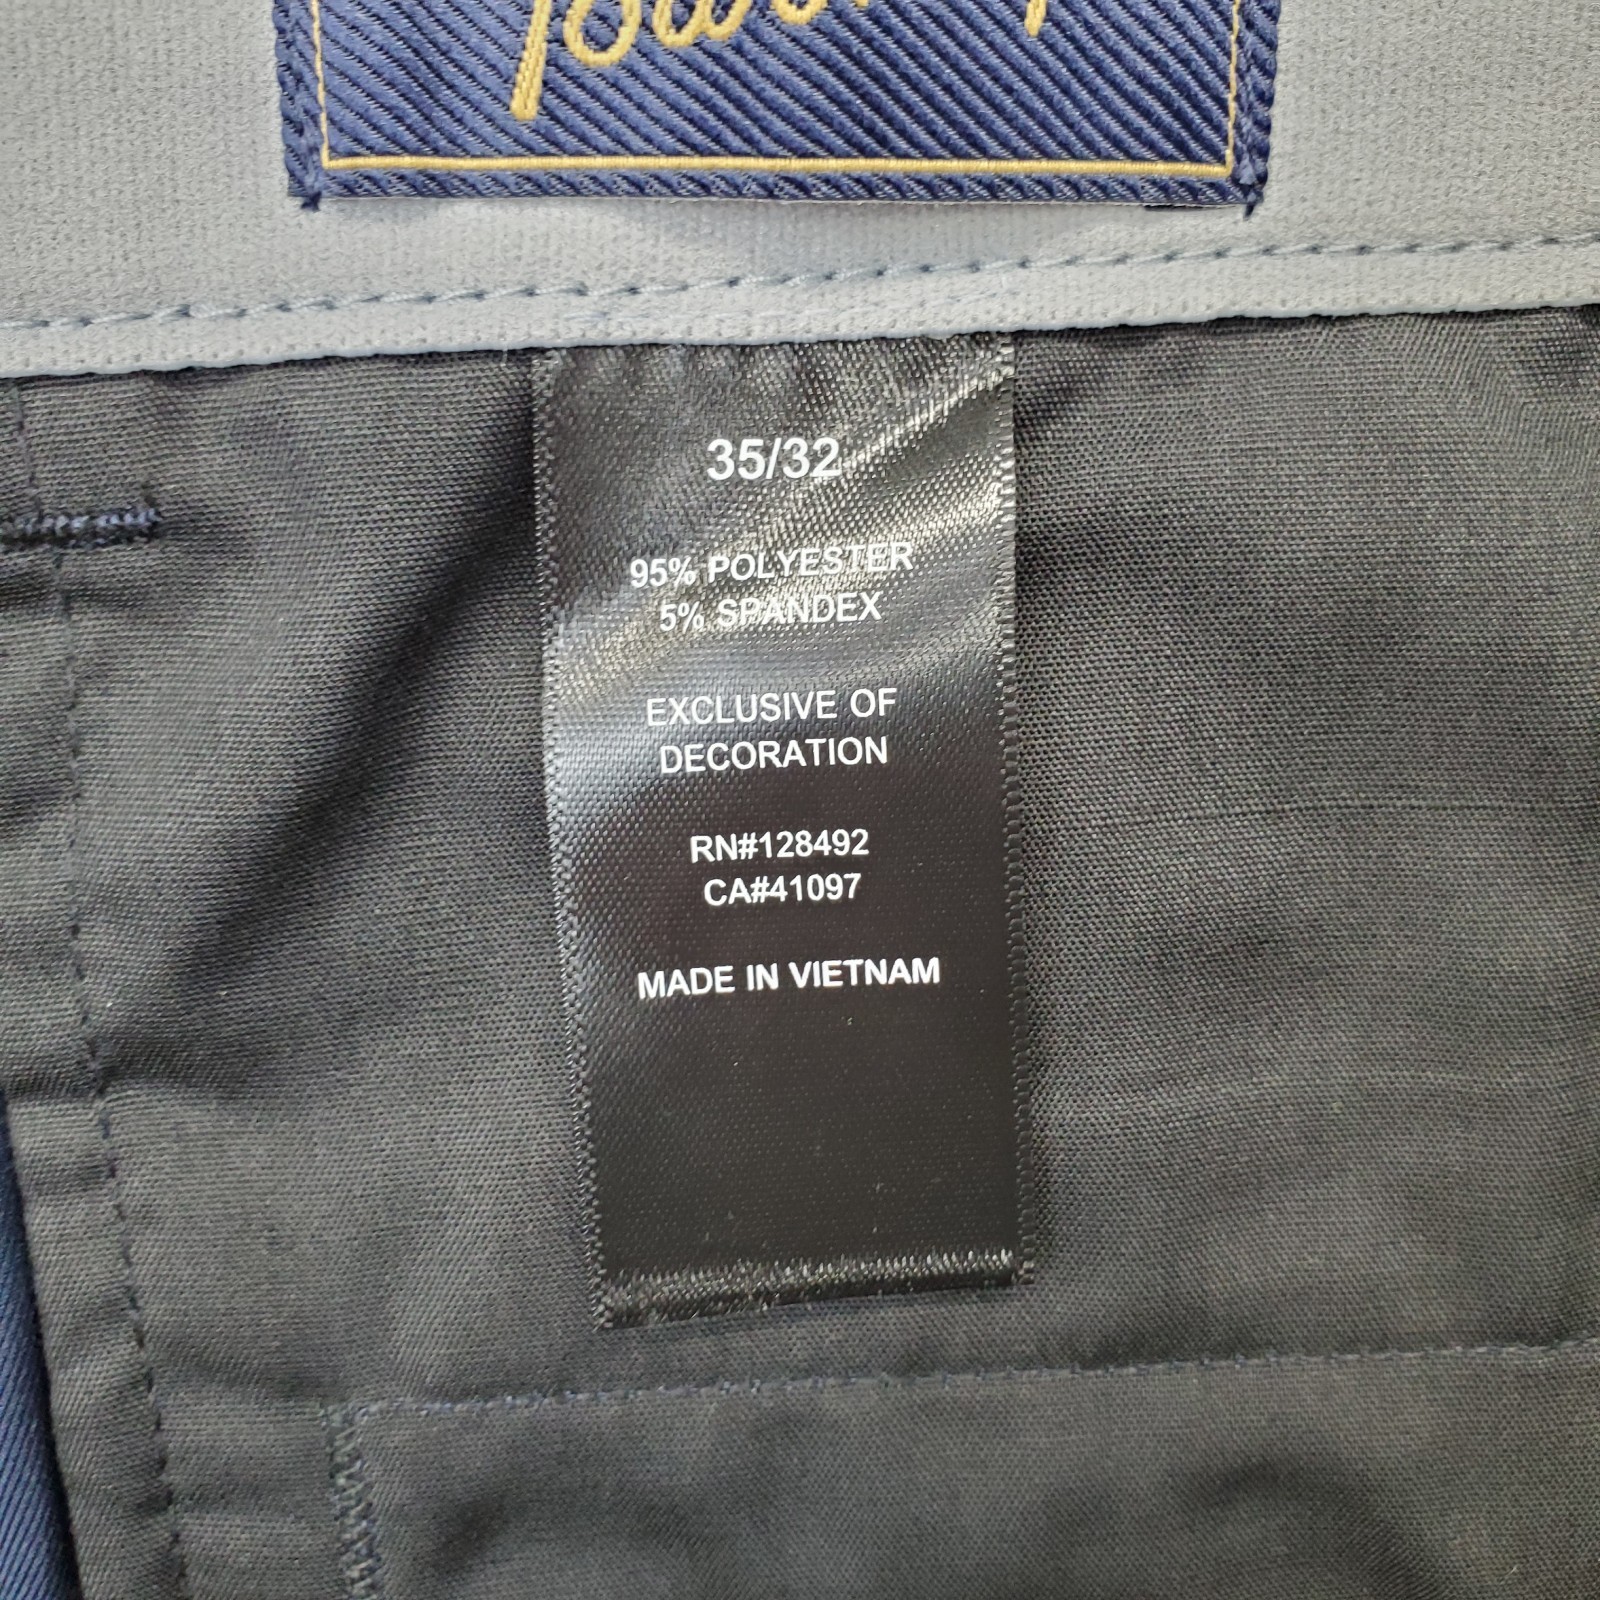 35/32
95% POLYESTER
5% SPANDEX
EXCLUSIVE OF
DECORATION
RN#128492
CA#41097
MADE IN VIETNAM